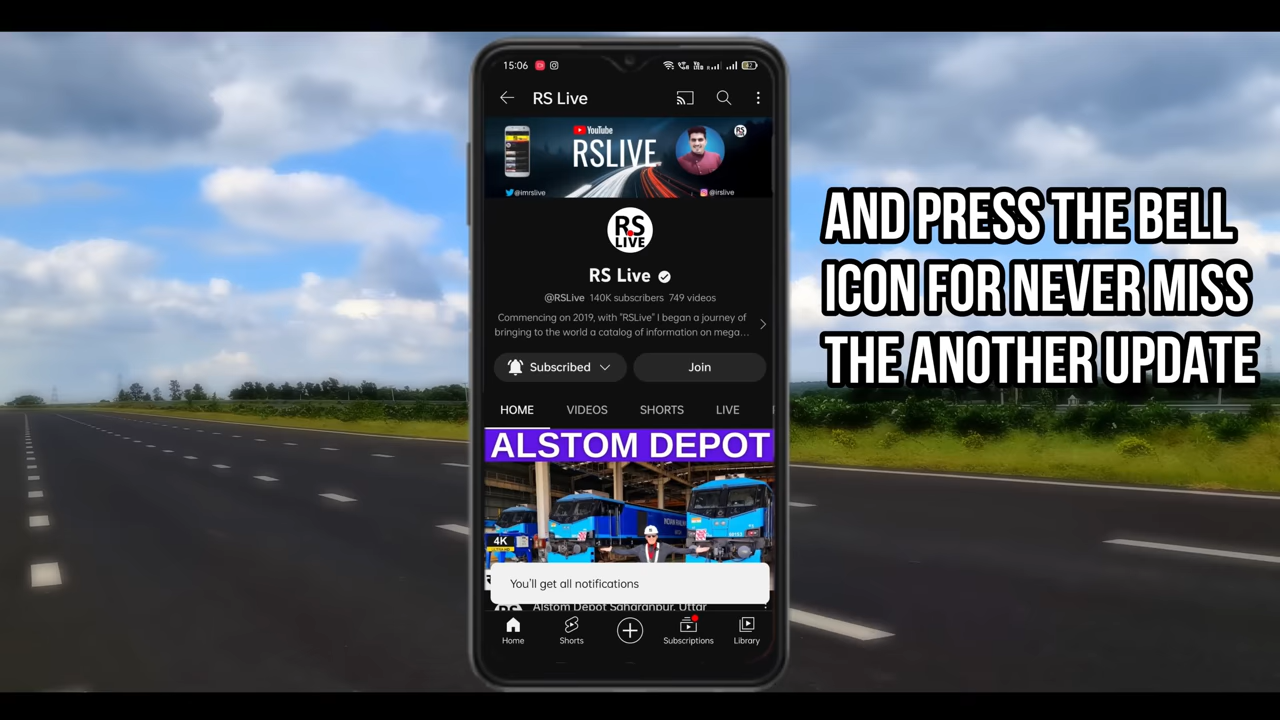 15:06
RS Live
YouTube
RSLIVE
RS
@imrslive
@irslive
RS
LIVE
RS Live
@RSLive 140K subscribers 749 videos
Commencing on 2019, with "RSLive" I began a journey of
bringing to the world a catalog of information on mega...
Subscribed
Join
HOME VIDEOS SHORTS LIVE
ALSTOM DEPOT
4K
You'll get all notifications
Alstom Depot Saharanpur, Uttar
Home Shorts Subscriptions Library
AND PRESS THE BELL
ICON FOR NEVER MISS
THE ANOTHER UPDATE